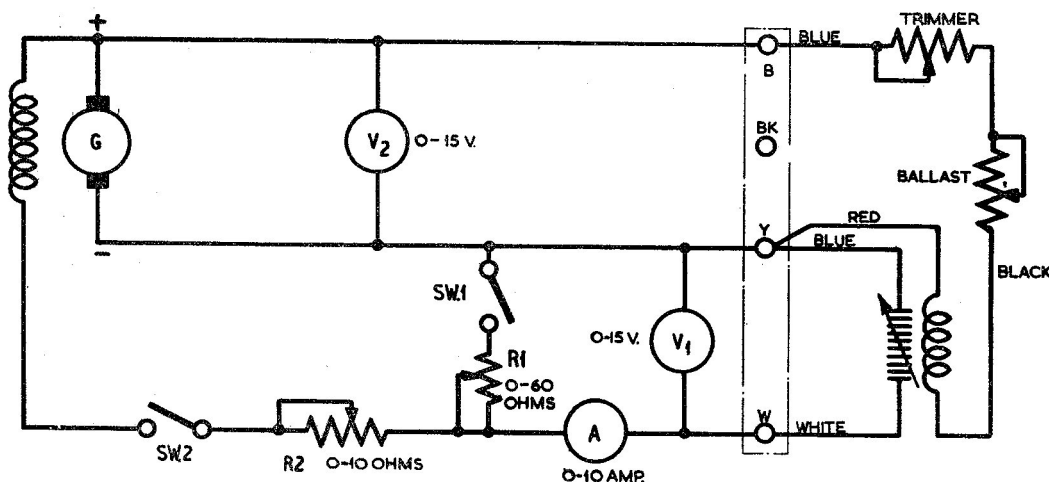 TRIMMER
+
BLUE
B
G
V2
0-15 V.
BK
BALLAST
RED
Y
BLUE
-
BLACK
SW.1
0-15 V.
V1
R1
0-60
OHMS
W
WHITE
A
SW.2
R2
0-10 OHMS
0-10 AMP.